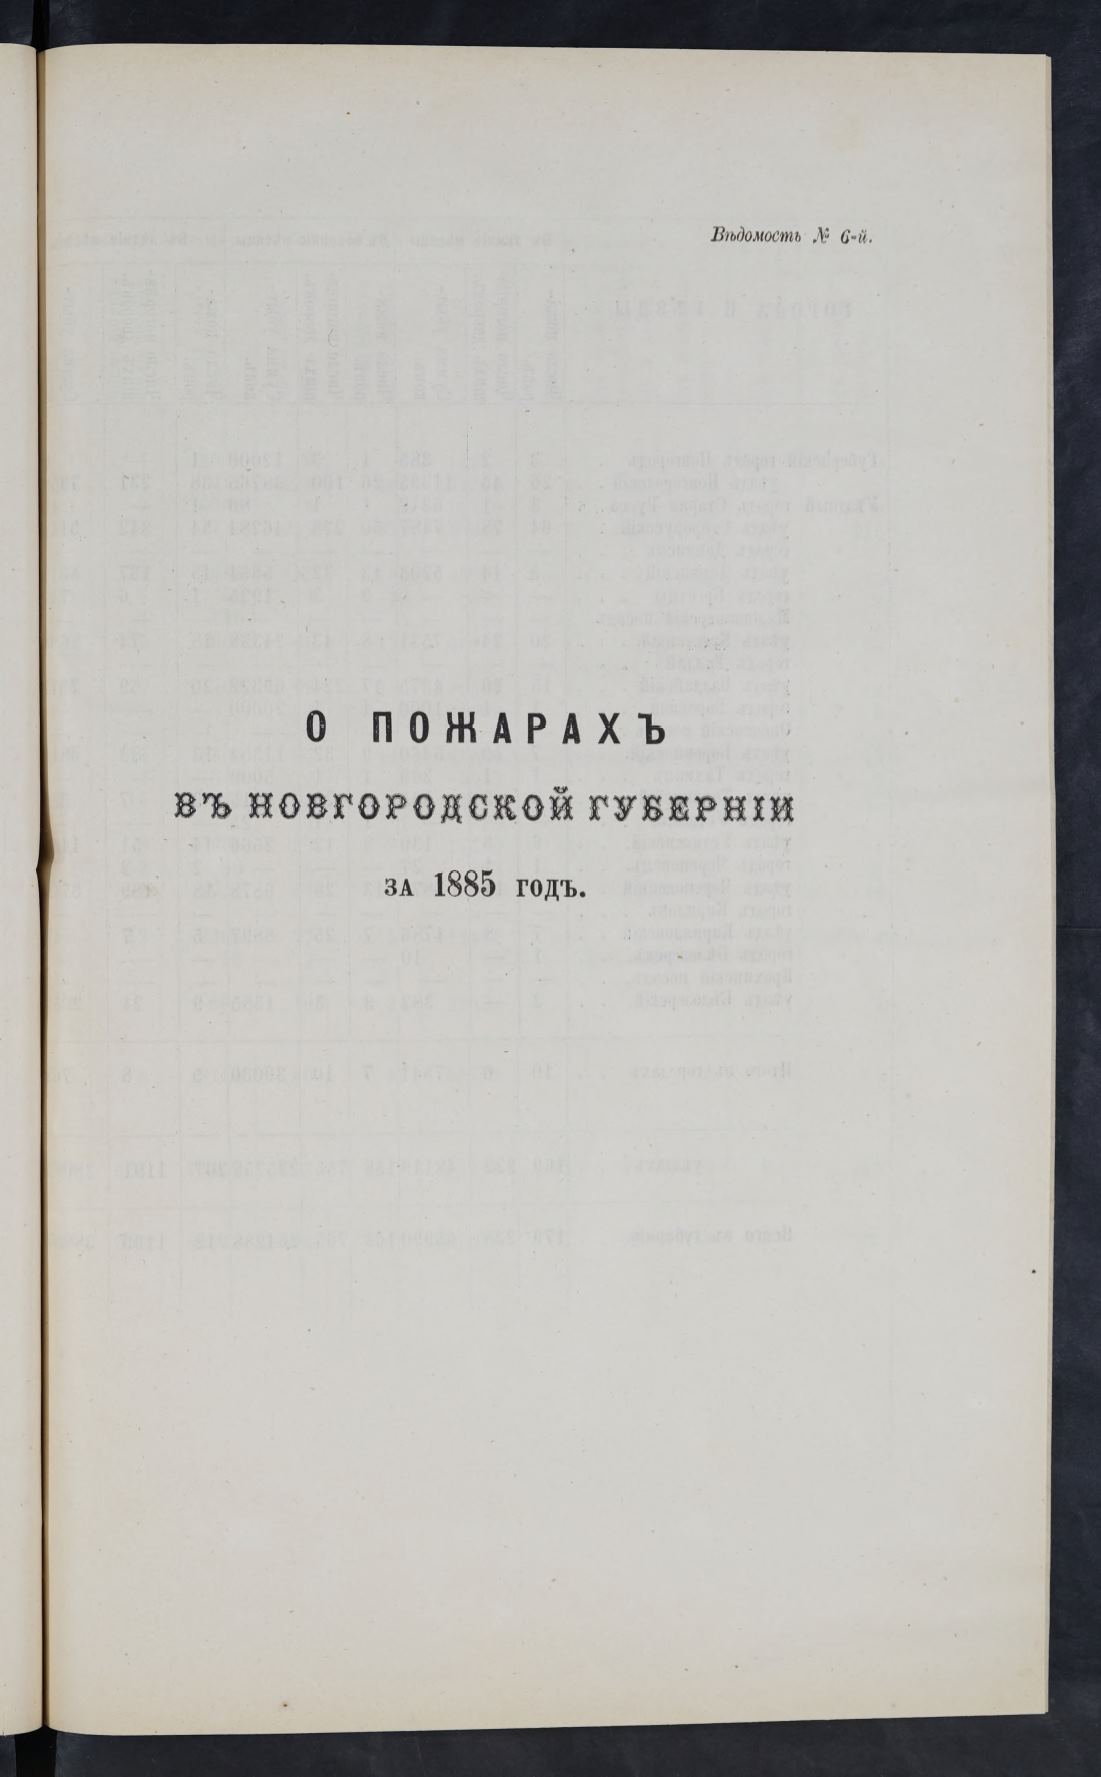 Вѣдомость № 6-й.
О ПОЖАРАХЪ
ВЪ НОВГОРОДСКОЙ ГУБЕРНІИ
ЗА 1885 ГОДЪ.